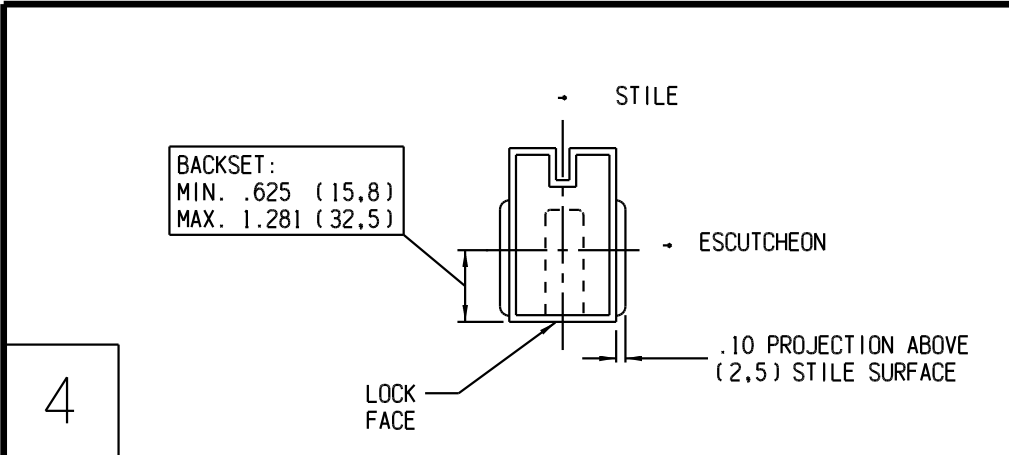 STILE
BACKSET:
MIN. .625 (15,8)
MAX. 1.281 (32,5)
ESCUTCHEON
.10 PROJECTION ABOVE
(2,5) STILE SURFACE
LOCK
FACE
4